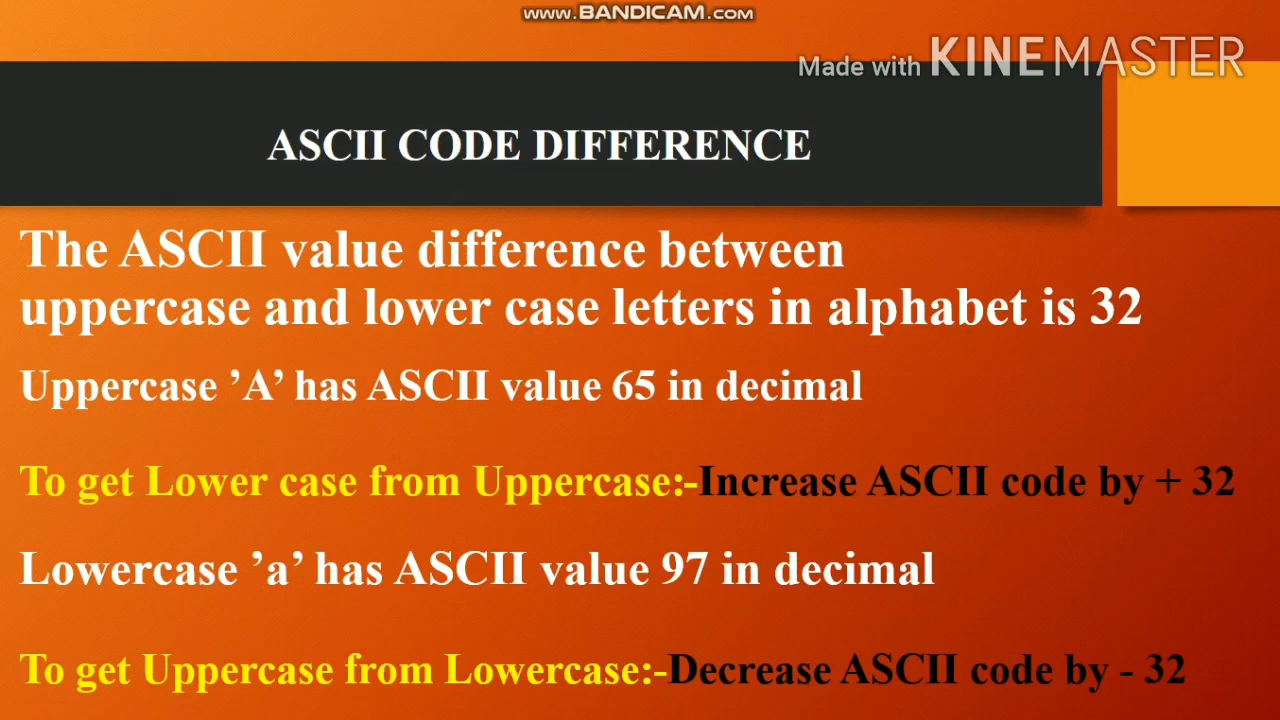 www.BANDICAM.com
Made with KINEMASTER
ASCII CODE DIFFERENCE
The ASCII value difference between
uppercase and lower case letters in alphabet is 32
Uppercase ’A’ has ASCII value 65 in decimal
To get Lower case from Uppercase:-Increase ASCII code by + 32
Lowercase ’a’ has ASCII value 97 in decimal
To get Uppercase from Lowercase:-Decrease ASCII code by - 32